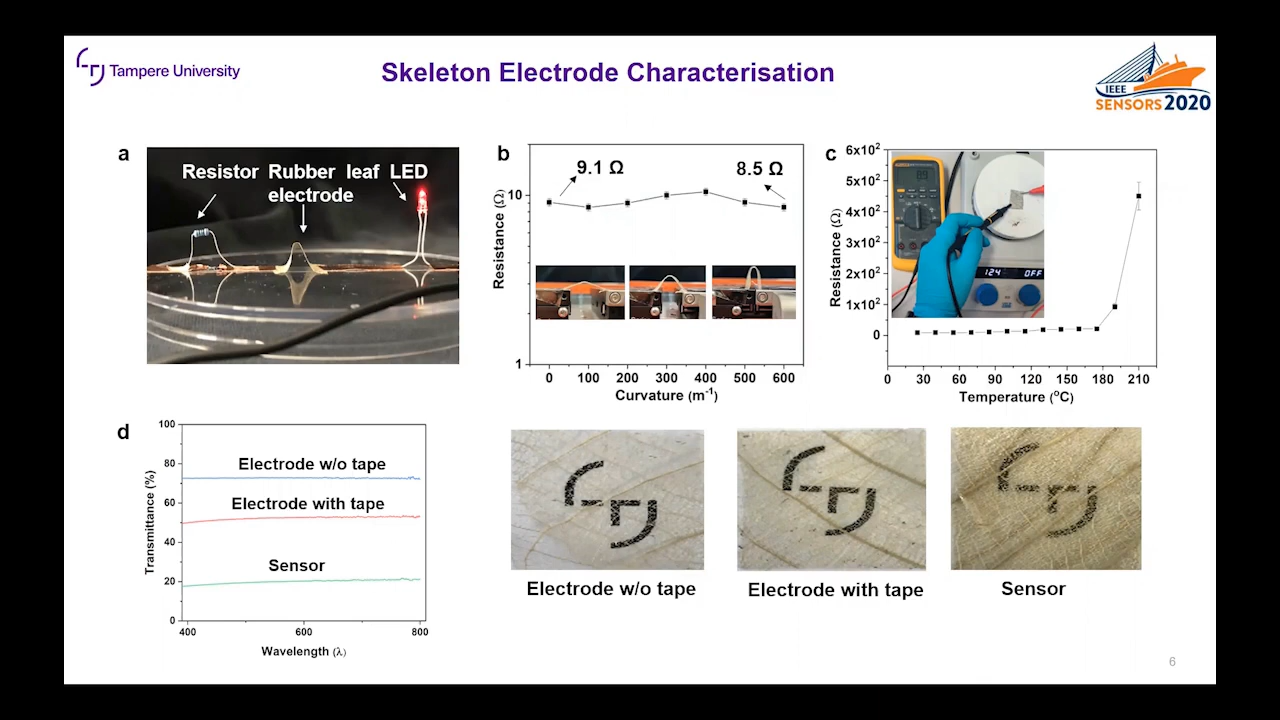 Tampere University
Skeleton Electrode Characterisation
IEEE
SENSORS 2020
a
Resistor Rubber leaf LED
electrode
b
9.1 Ω
8.5 Ω
10
1
Resistance (Ω)
0 100 200 300 400 500 600
Curvature (m⁻¹)
c
6x10²
5x10²
4x10²
3x10²
2x10²
1x10²
0
Resistance (Ω)
124 OFF
0 30 60 90 120 150 180 210
Temperature (°C)
d
100
80
60
40
20
0
Transmittance (%)
Electrode w/o tape
Electrode with tape
Sensor
400 600 800
Wavelength (λ)
Electrode w/o tape
Electrode with tape
Sensor
6